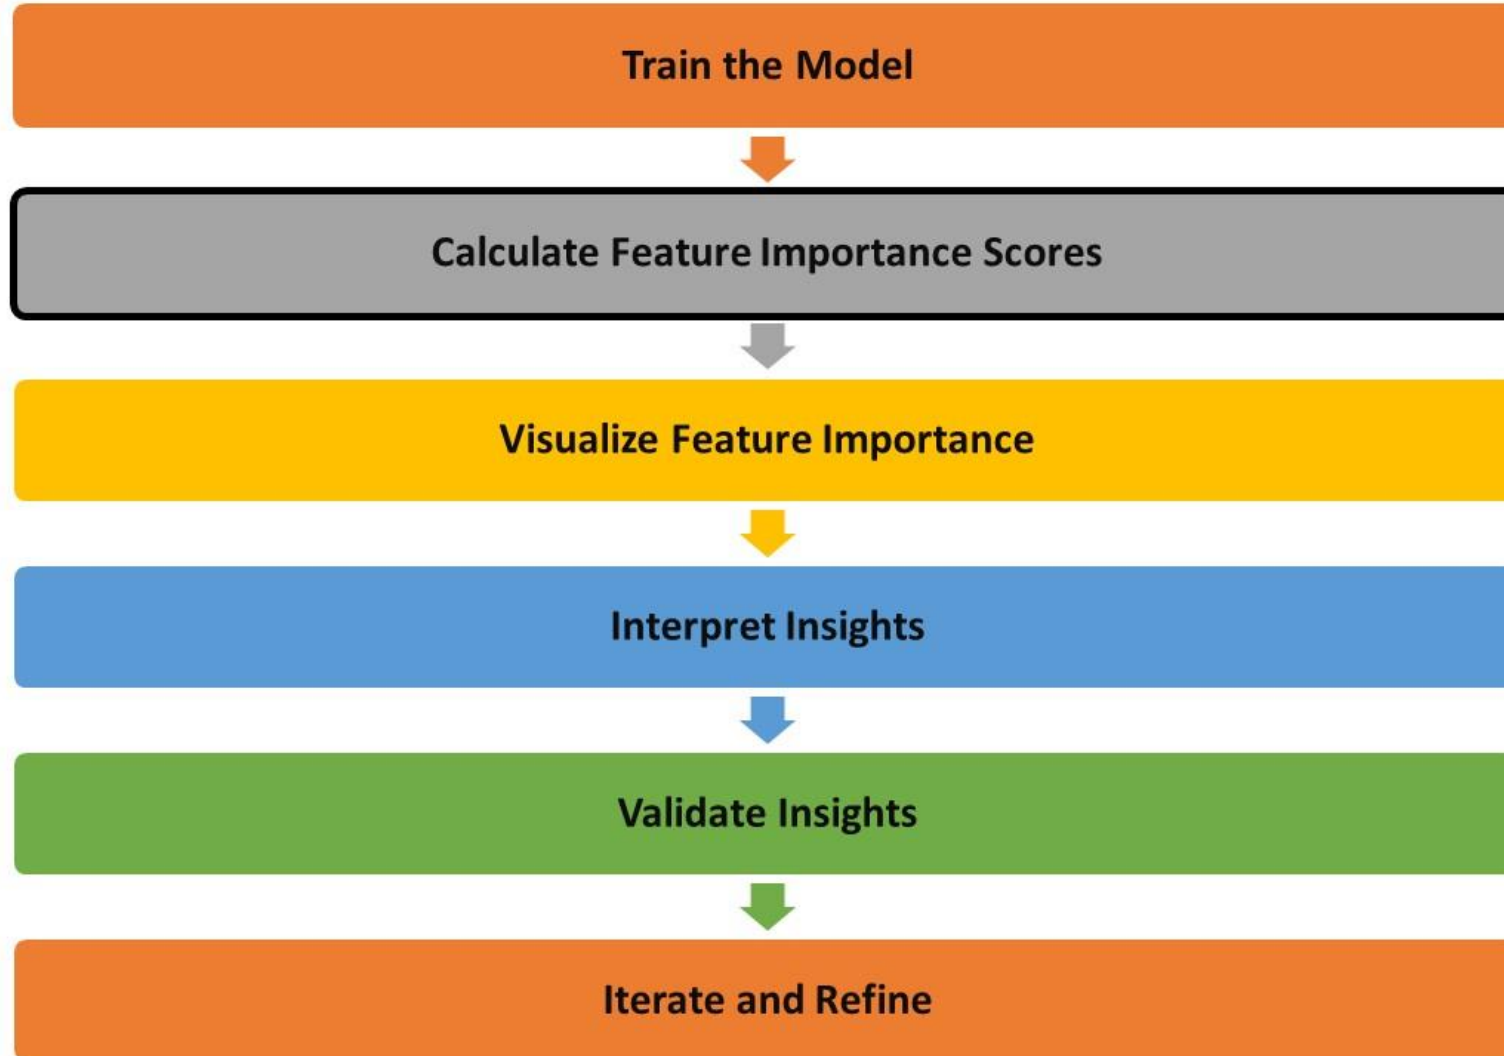 Train the Model
Calculate Feature Importance Scores
Visualize Feature Importance
Interpret Insights
Validate Insights
Iterate and Refine